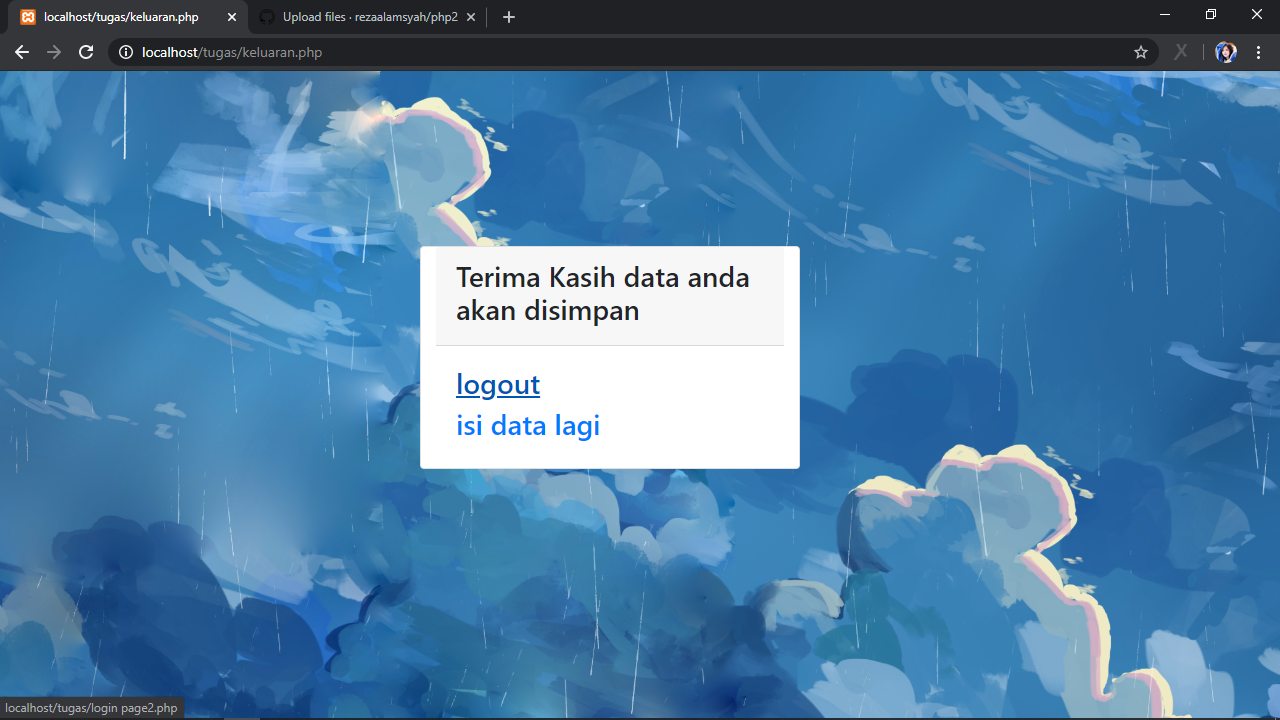 localhost/tugas/keluaran.php
Upload files · rezaalamsyah/php2
localhost/tugas/keluaran.php
X
Terima Kasih data anda
akan disimpan
logout
isi data lagi
localhost/tugas/login page2.php